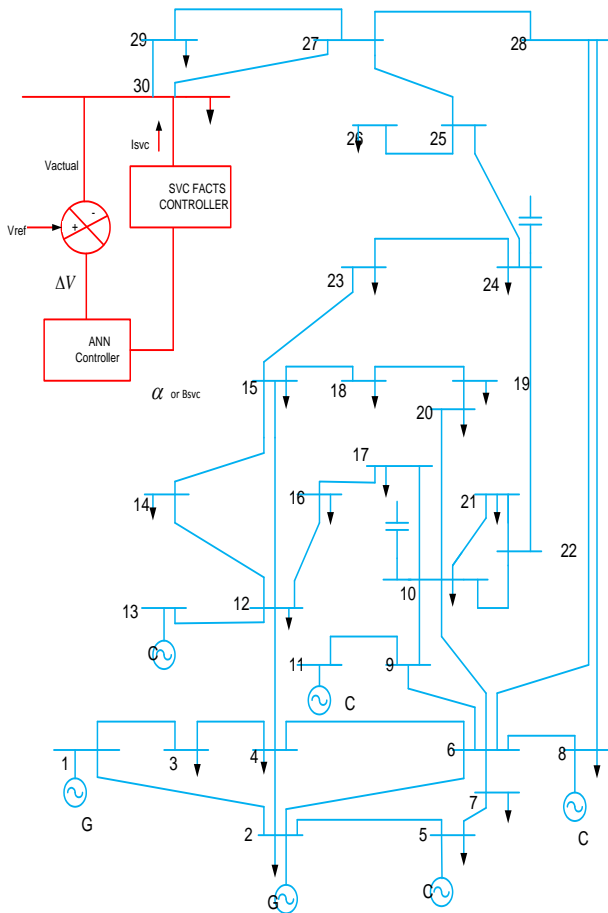 29
27
28
30
Isvc
26
25
Vactual
SVC FACTS
CONTROLLER
-
Vref
+
ΔV
23
24
ANN
Controller
α or Bsvc
15
18
19
20
17
16
21
14
22
10
13
12
C
11
9
C
1
3
4
6
8
7
G
2
5
C
C
G